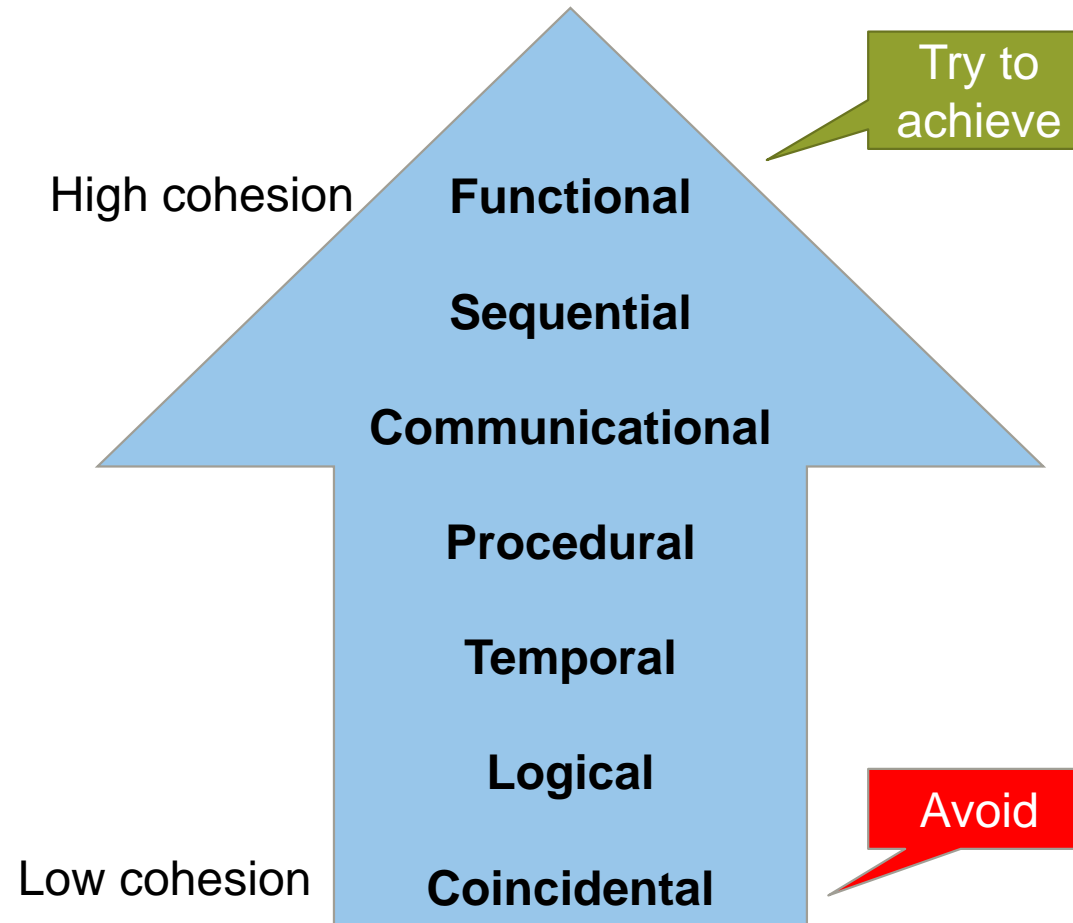 Try to
achieve
High cohesion
Functional
Sequential
Communicational
Procedural
Temporal
Logical
Avoid
Low cohesion
Coincidental